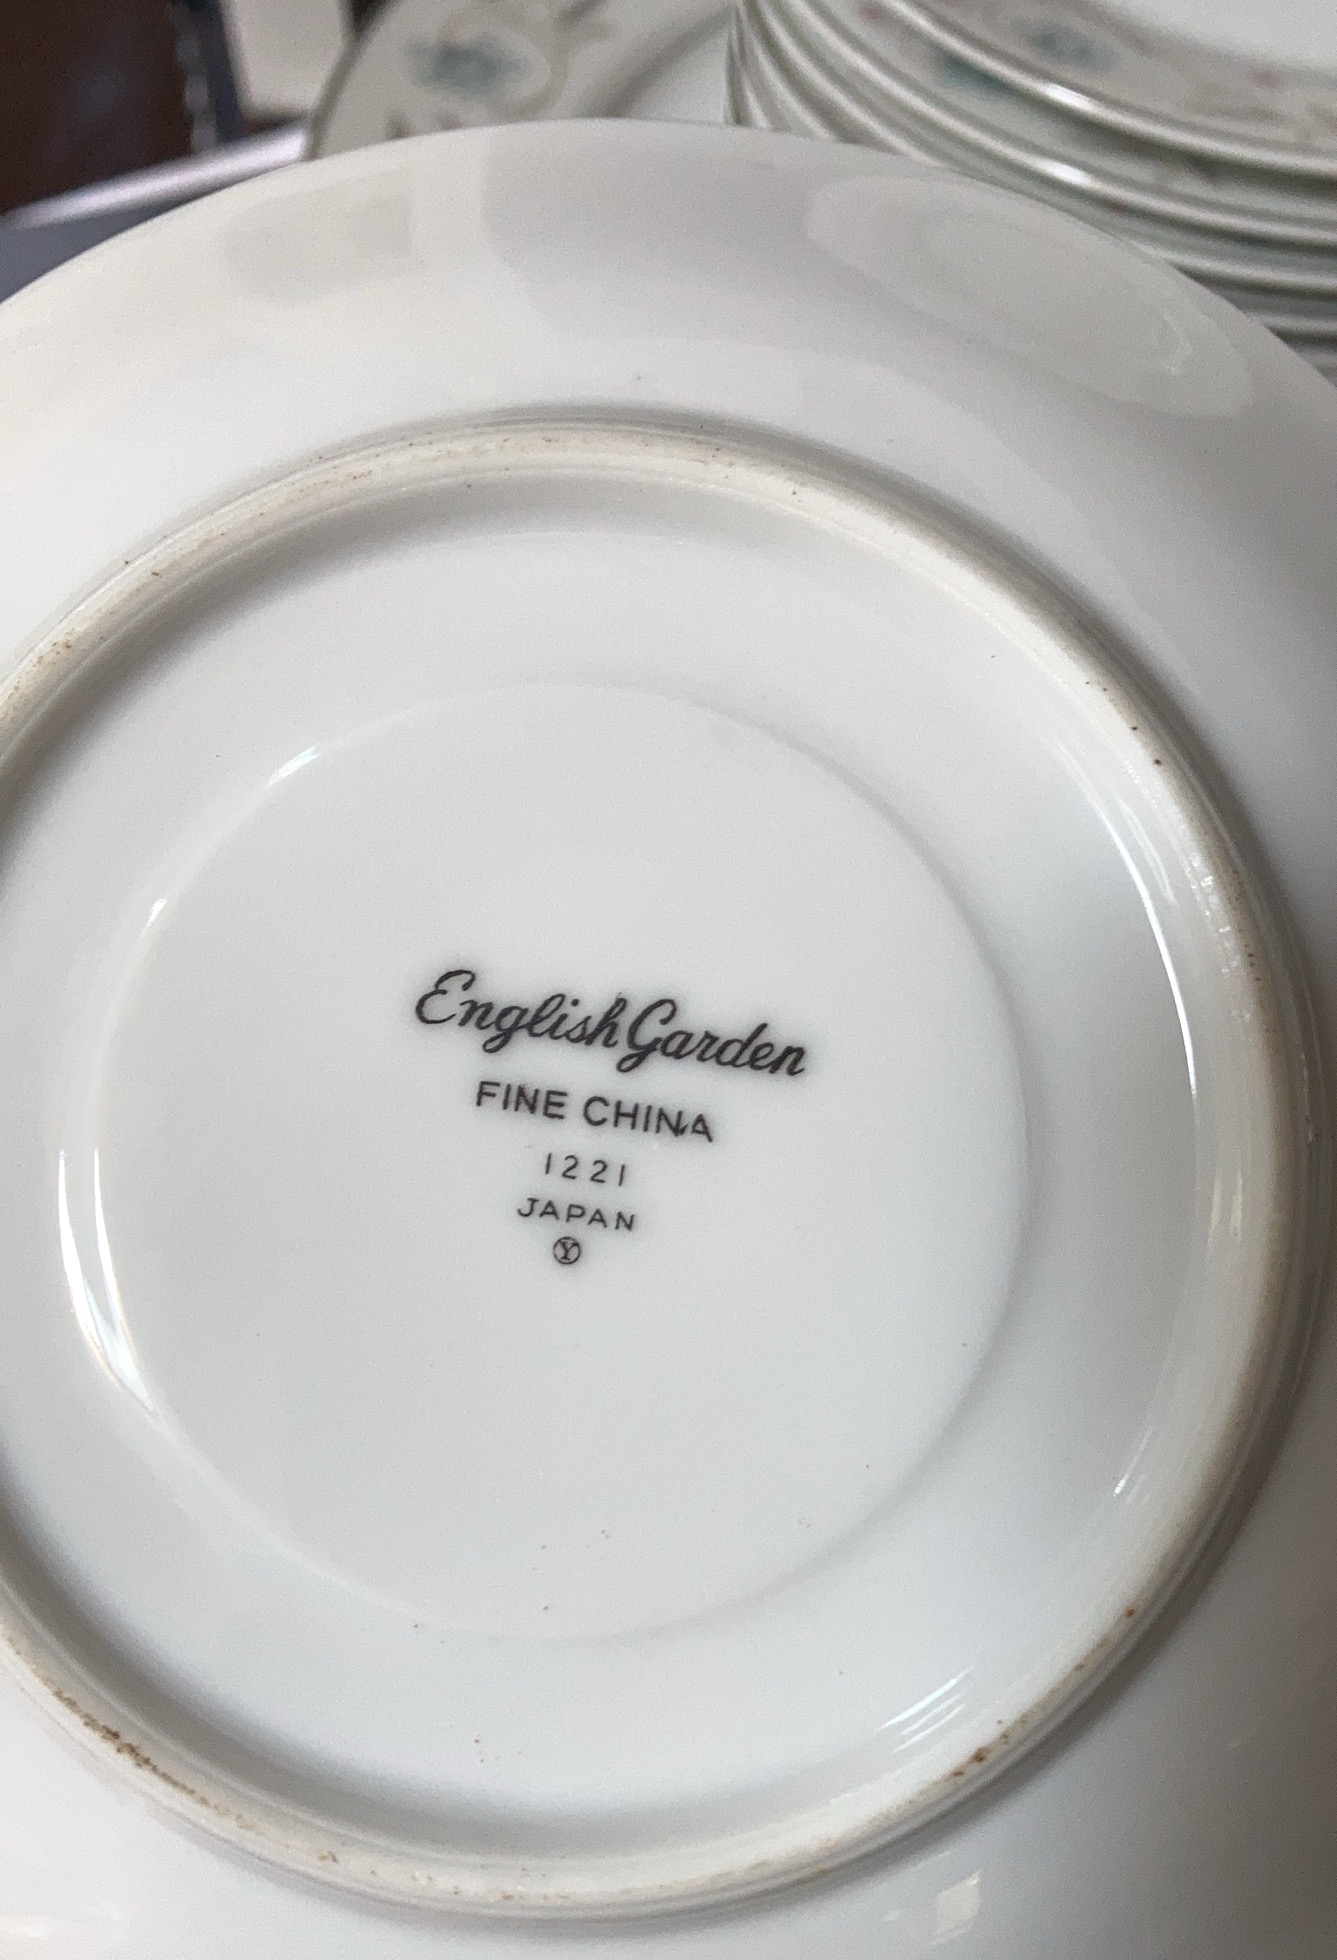 English Garden
FINE CHINA
1221
JAPAN
Ⓨ